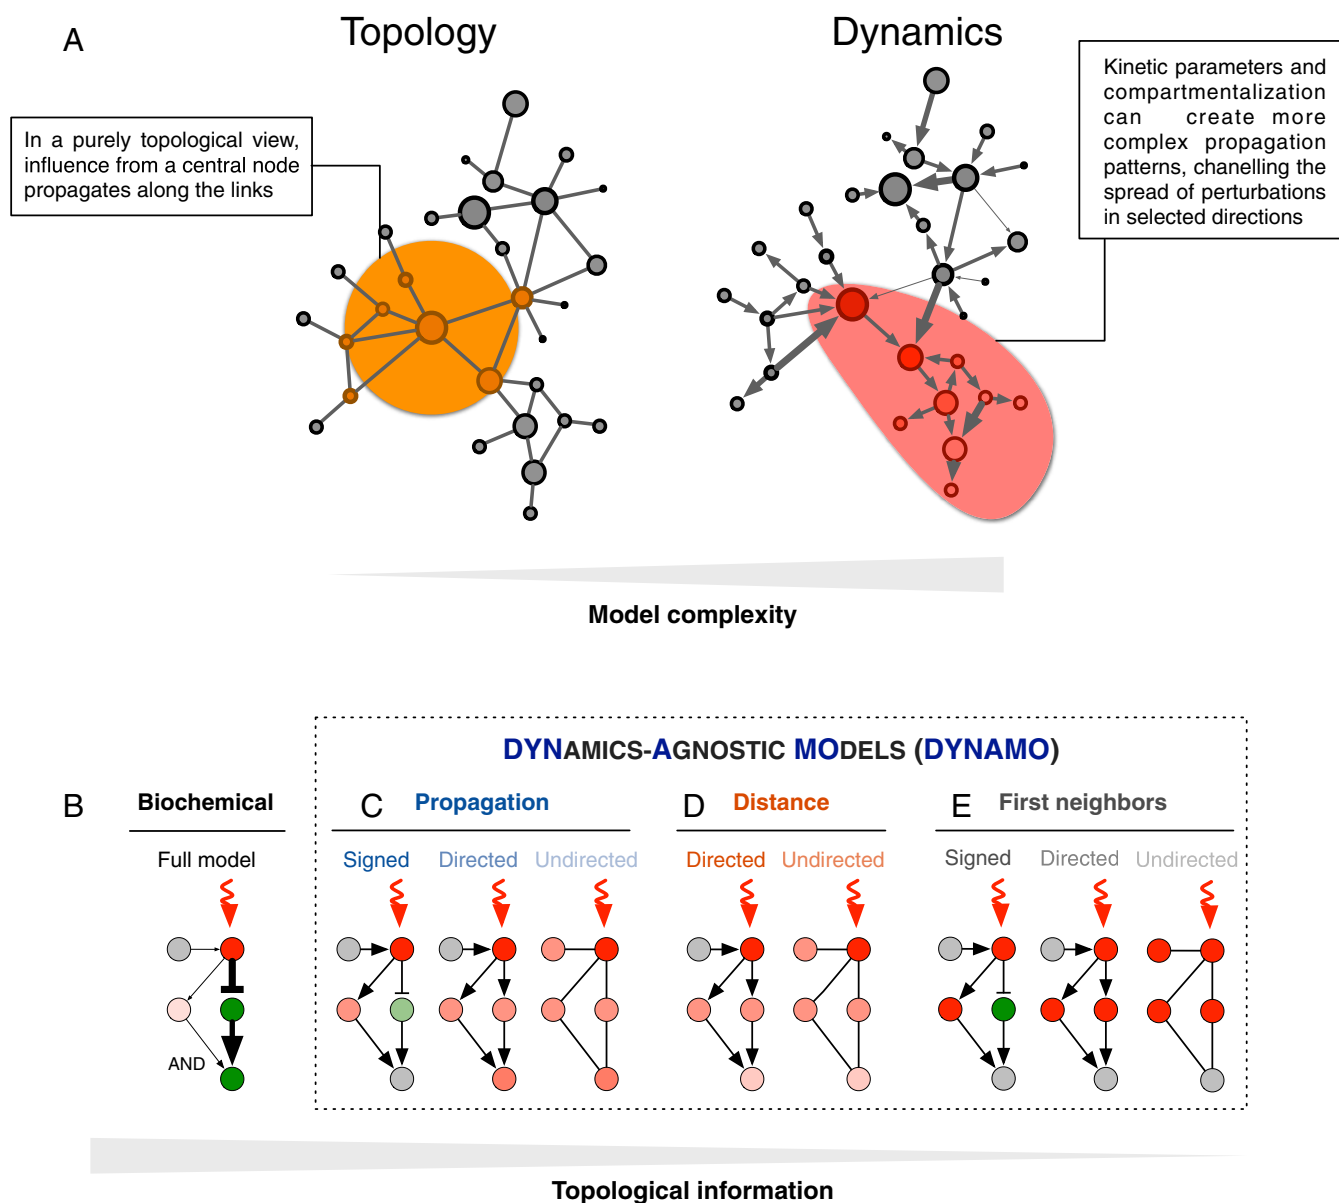 A
Topology
Dynamics
In a purely topological view,
influence from a central node
propagates along the links
Kinetic parameters and
compartmentalization
can create more
complex propagation
patterns, chanelling the
spread of perturbations
in selected directions
Model complexity
DYNAMICS-AGNOSTIC MODELS (DYNAMO)
B
Biochemical
C
Propagation
D
Distance
E
First neighbors
Full model
Signed
Directed
Undirected
Directed
Undirected
Signed
Directed
Undirected
AND
Topological information